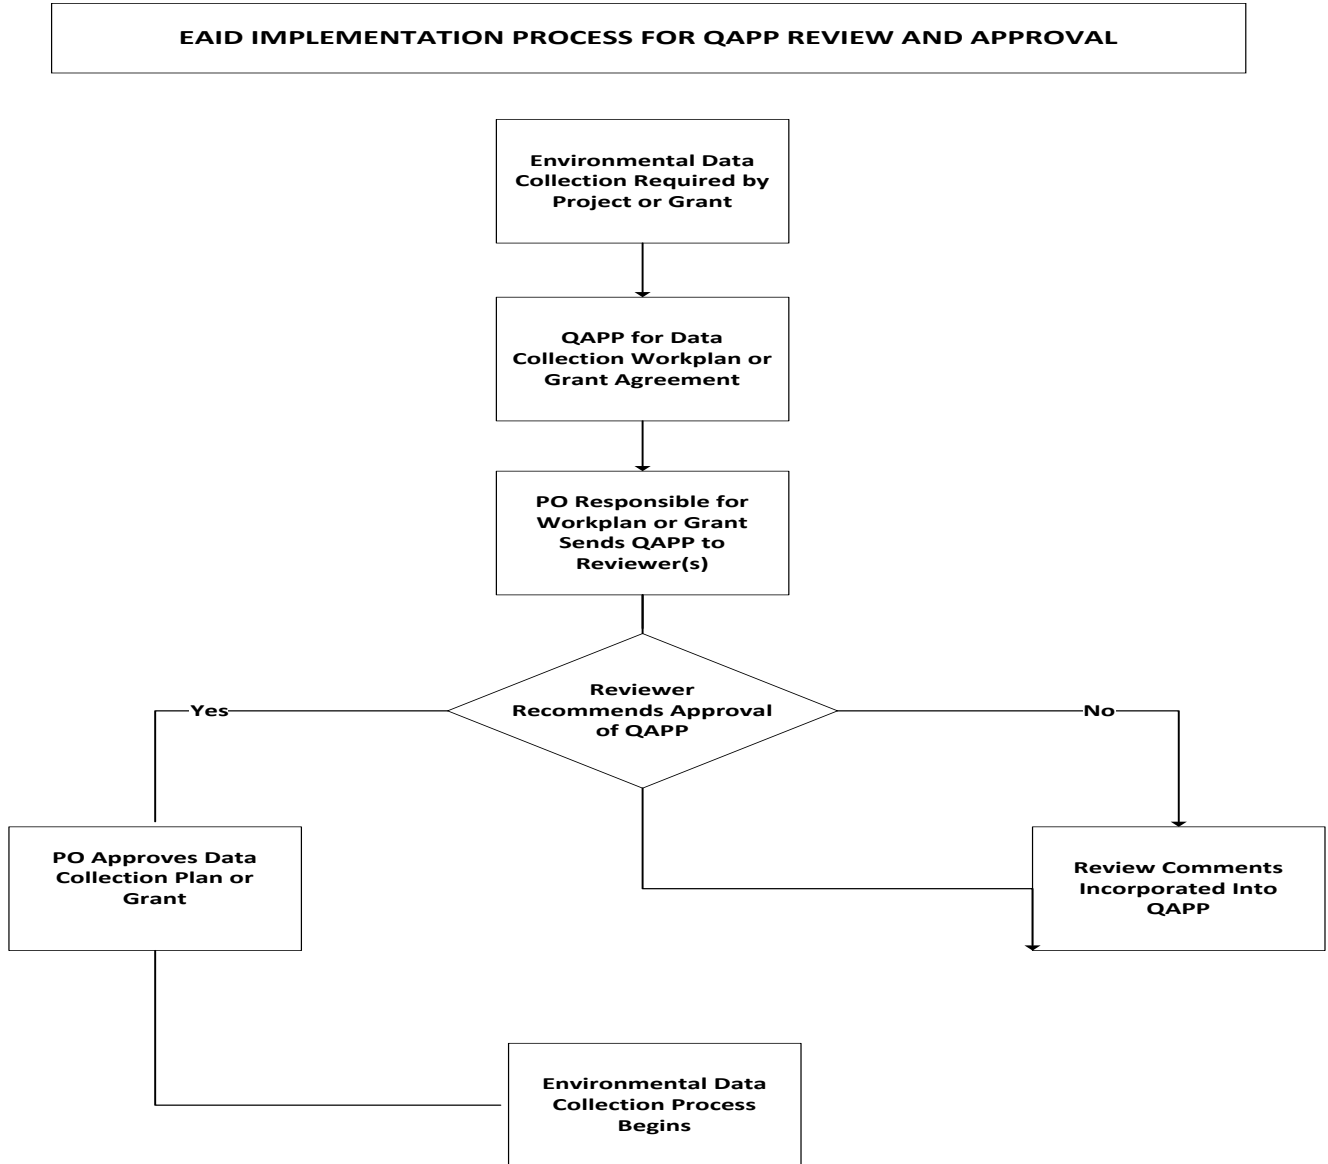 EAID IMPLEMENTATION PROCESS FOR QAPP REVIEW AND APPROVAL
Environmental Data
Collection Required by
Project or Grant
QAPP for Data
Collection Workplan or
Grant Agreement
PO Responsible for
Workplan or Grant
Sends QAPP to
Reviewer(s)
Reviewer
Recommends Approval
of QAPP
Yes
No
PO Approves Data
Collection Plan or
Grant
Review Comments
Incorporated Into
QAPP
Environmental Data
Collection Process
Begins